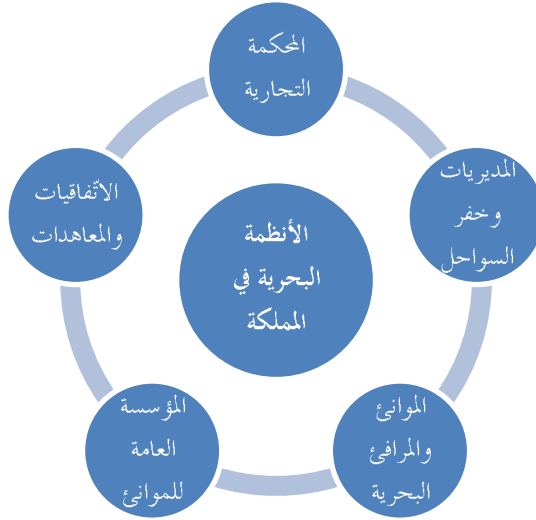 المحكمة
التجارية
المديريات
وخفر
السواحل
الموانئ
والمرافئ
البحرية
المؤسسة
العامة
للموانئ
الاتّفاقيات
والمعاهدات
الأنظمة
البحرية في
المملكة